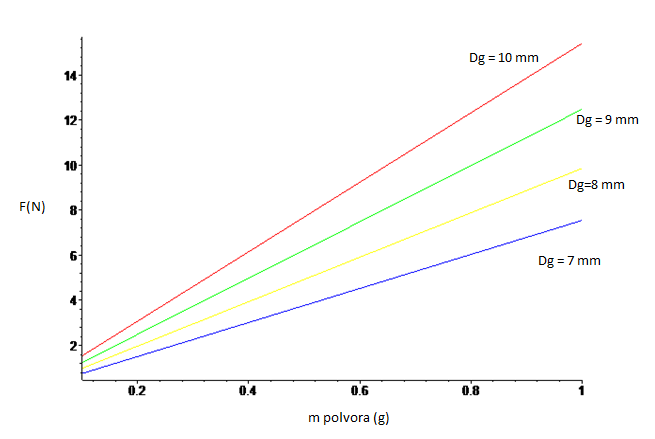 Dg = 10 mm
14
12
Dg = 9 mm
10
Dg=8 mm
F(N)
8
6
Dg = 7 mm
4
2
0.2 0.4 0.6 0.8 1
m polvora (g)